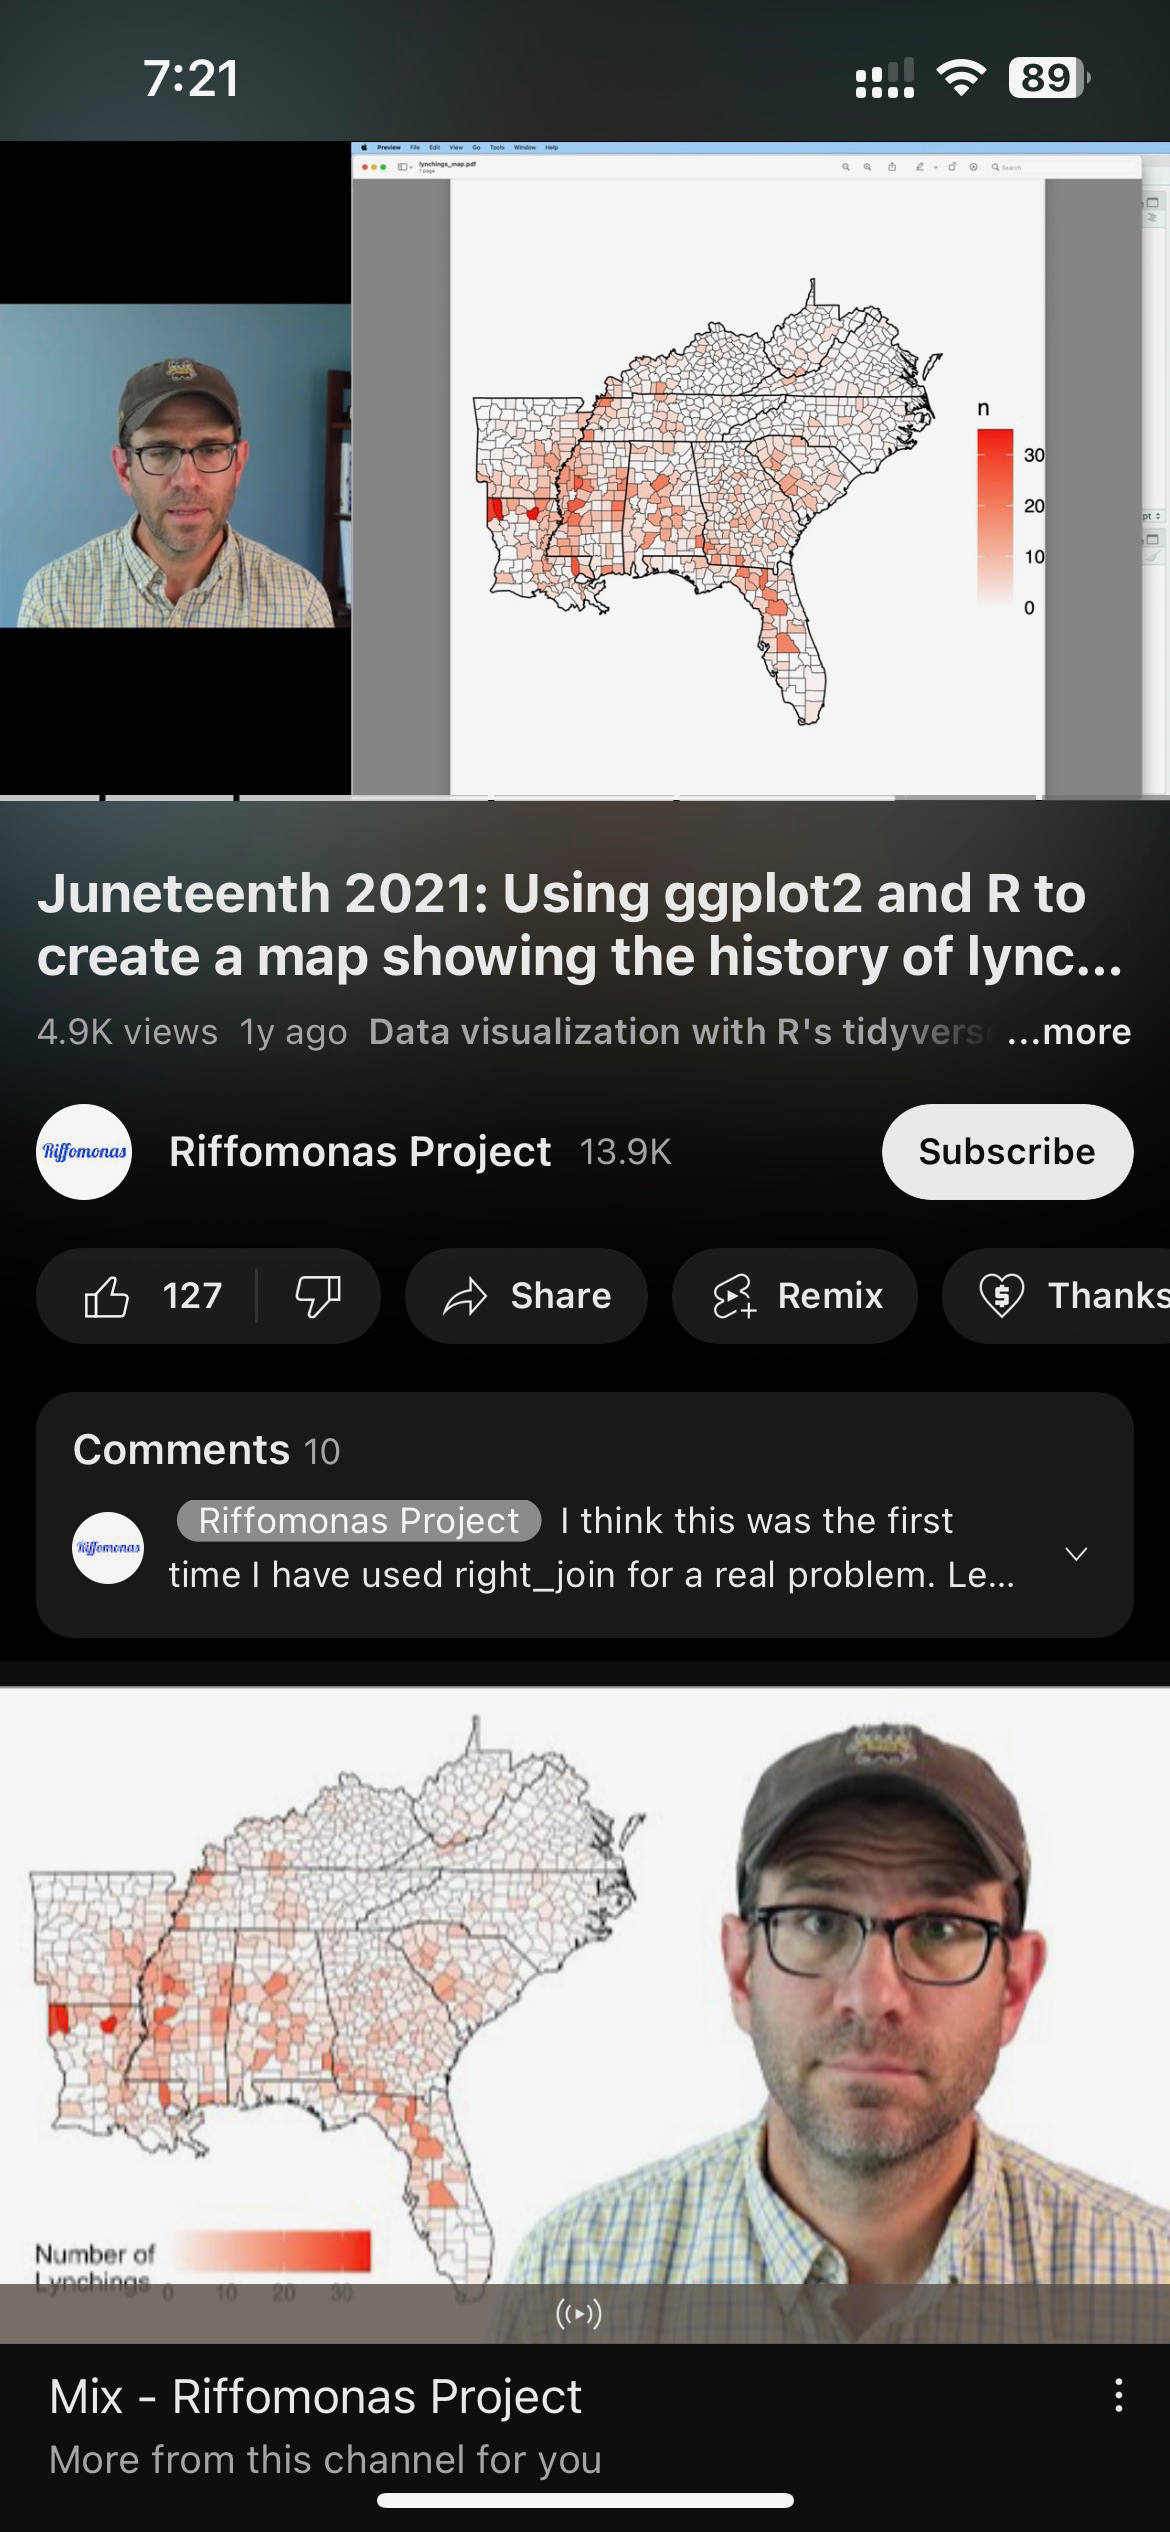 7:21
89
Preview File Edit View Go Tools Window Help
lynchings_map.pdf
1 page
Search
n
30
20
10
0
pt
Juneteenth 2021: Using ggplot2 and R to
create a map showing the history of lync...
4.9K views 1y ago Data visualization with R's tidyvers ...more
Riffomonas
Riffomonas Project 13.9K
Subscribe
127
Share
Remix
Thanks
Comments 10
Riffomonas
Riffomonas Project I think this was the first
time I have used right_join for a real problem. Le...
Number of
Lynchings
0 10 20 30
Mix - Riffomonas Project
More from this channel for you